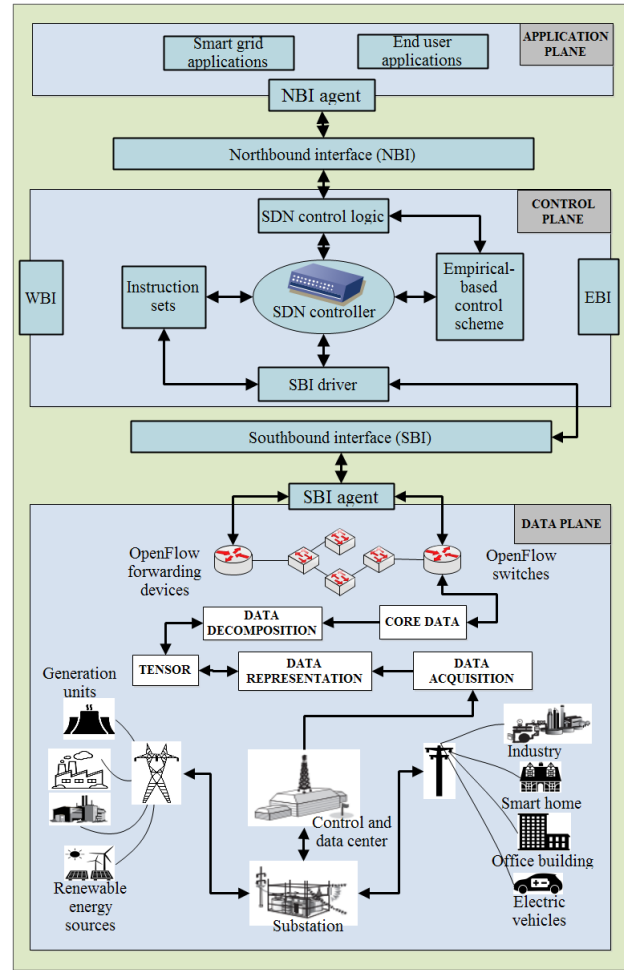 APPLICATION
PLANE
Smart grid
applications
End user
applications
NBI agent
Northbound interface (NBI)
CONTROL
PLANE
SDN control logic
WBI
Instruction
sets
SDN controller
Empirical-
based control
scheme
EBI
SBI driver
Southbound interface (SBI)
SBI agent
DATA PLANE
OpenFlow
forwarding
devices
OpenFlow
switches
DATA
DECOMPOSITION
CORE DATA
TENSOR
DATA
REPRESENTATION
DATA
ACQUISITION
Generation
units
Industry
Smart home
Control and
data center
Office building
Renewable
energy
sources
Substation
Electric
vehicles